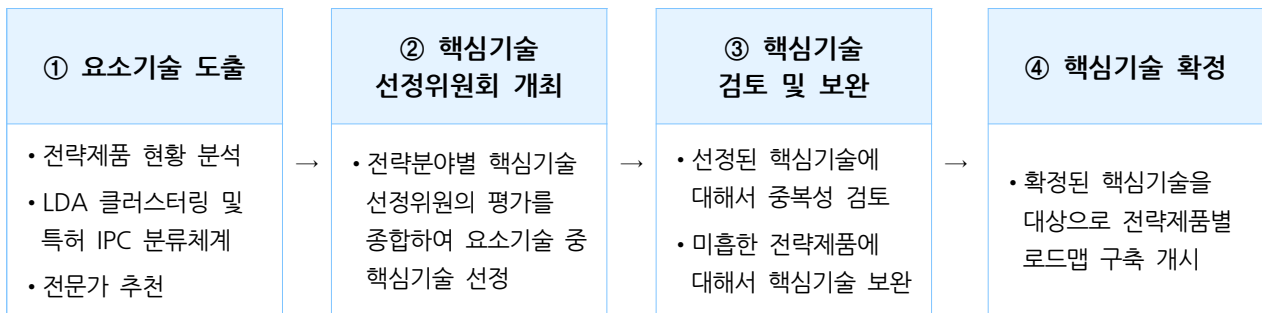 ① 요소기술 도출
• 전략제품 현황 분석
• LDA 클러스터링 및
특허 IPC 분류체계
• 전문가 추천
→
② 핵심기술
선정위원회 개최
• 전략분야별 핵심기술
선정위원의 평가를
종합하여 요소기술 중
핵심기술 선정
→
③ 핵심기술
검토 및 보완
• 선정된 핵심기술에
대해서 중복성 검토
• 미흡한 전략제품에
대해서 핵심기술 보완
→
④ 핵심기술 확정
• 확정된 핵심기술을
대상으로 전략제품별
로드맵 구축 개시